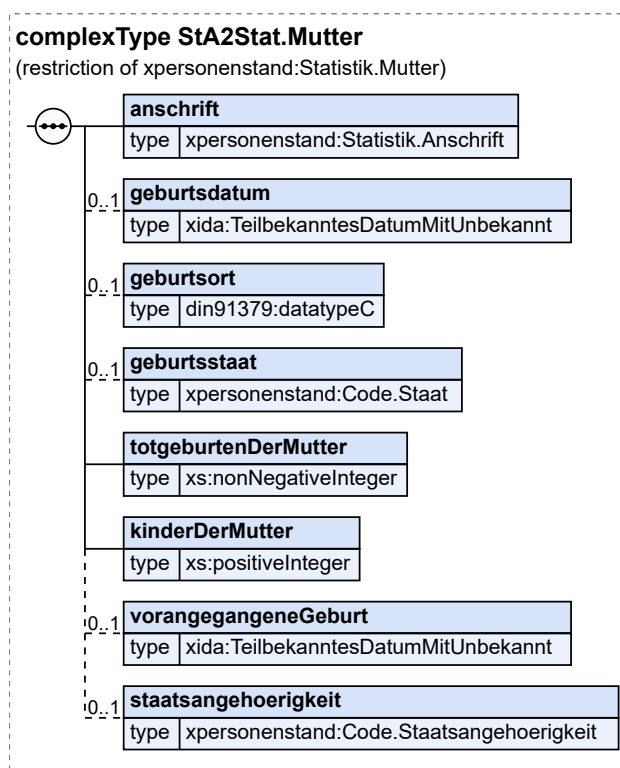 complexType StA2Stat.Mutter
(restriction of xpersonenstand:Statistik.Mutter)
anschrift
type xpersonenstand:Statistik.Anschrift
0..1 geburtsdatum
type xida:TeilbekanntesDatumMitUnbekannt
0..1 geburtsort
type din91379:datatypeC
0..1 geburtsstaat
type xpersonenstand:Code.Staat
totgeburtenDerMutter
type xs:nonNegativeInteger
kinderDerMutter
type xs:positiveInteger
0..1 vorangegangeneGeburt
type xida:TeilbekanntesDatumMitUnbekannt
0..1 staatsangehoerigkeit
type xpersonenstand:Code.Staatsangehoerigkeit